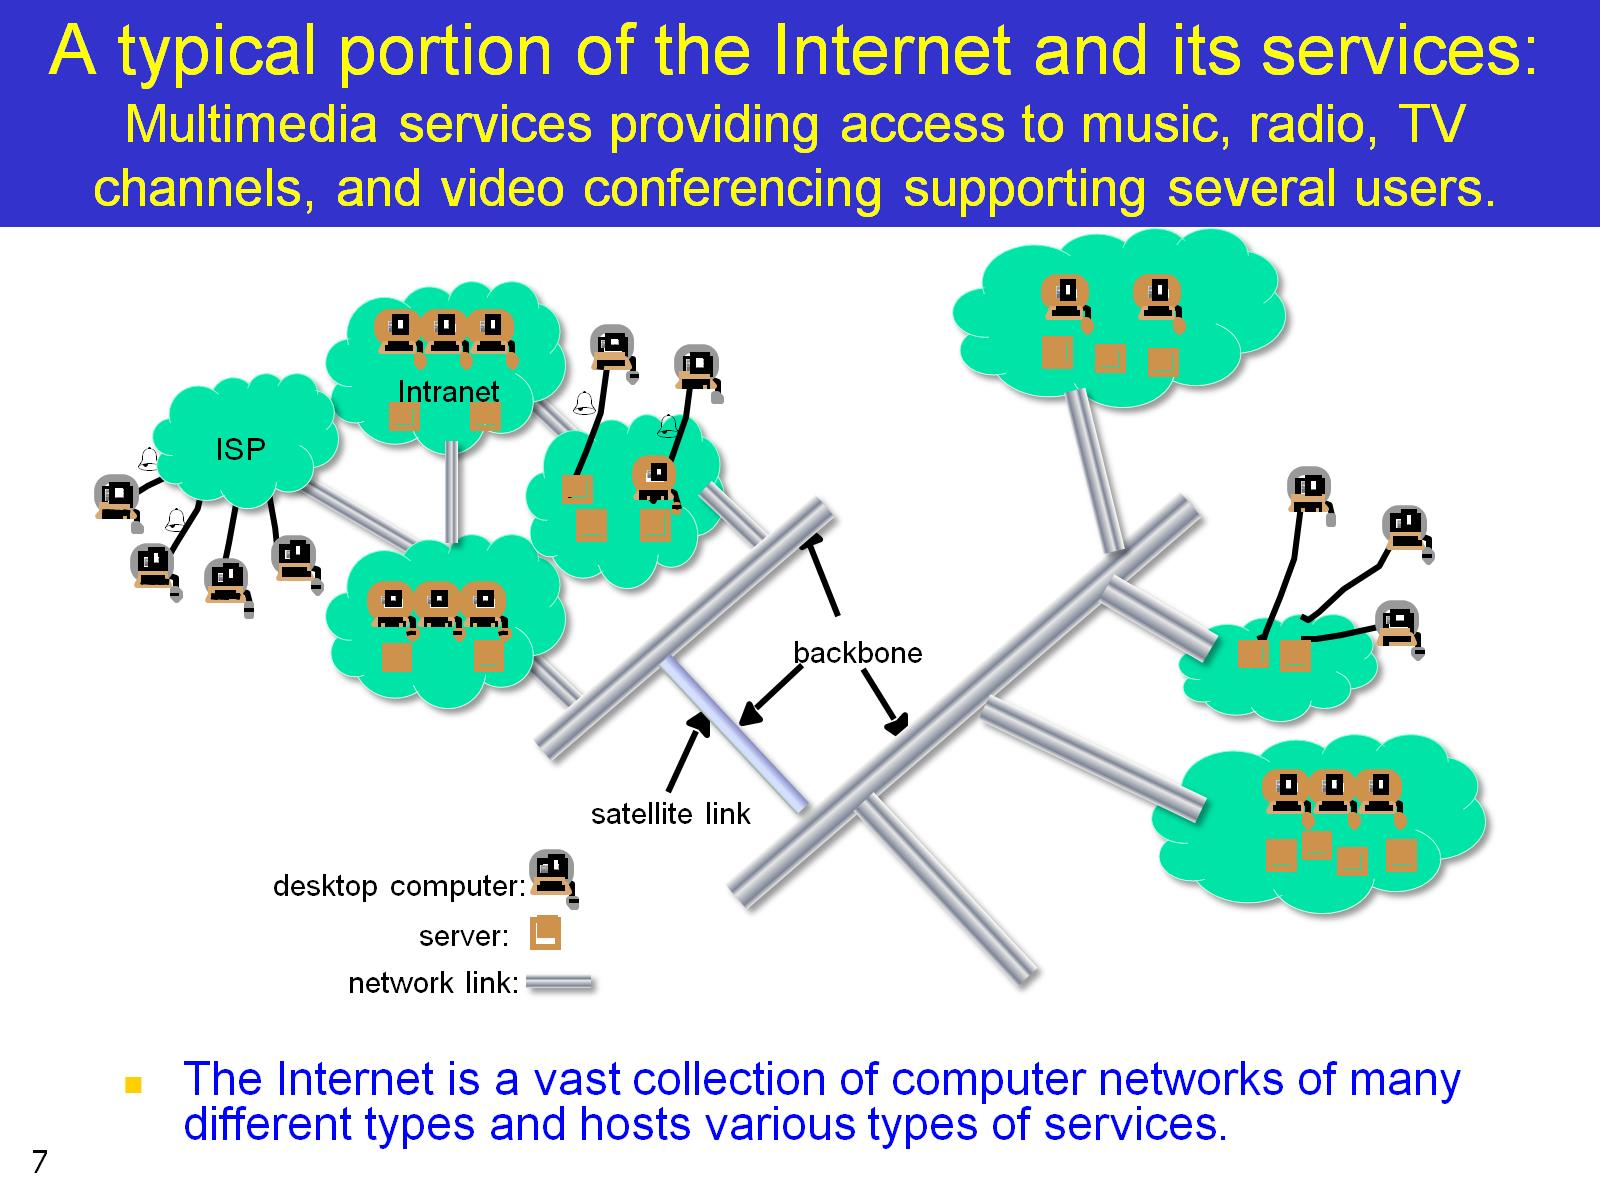 A typical portion of the Internet and its services:
Multimedia services providing access to music, radio, TV
channels, and video conferencing supporting several users.
Intranet
ISP
backbone
satellite link
desktop computer:
server:
network link:
The Internet is a vast collection of computer networks of many
different types and hosts various types of services.
7